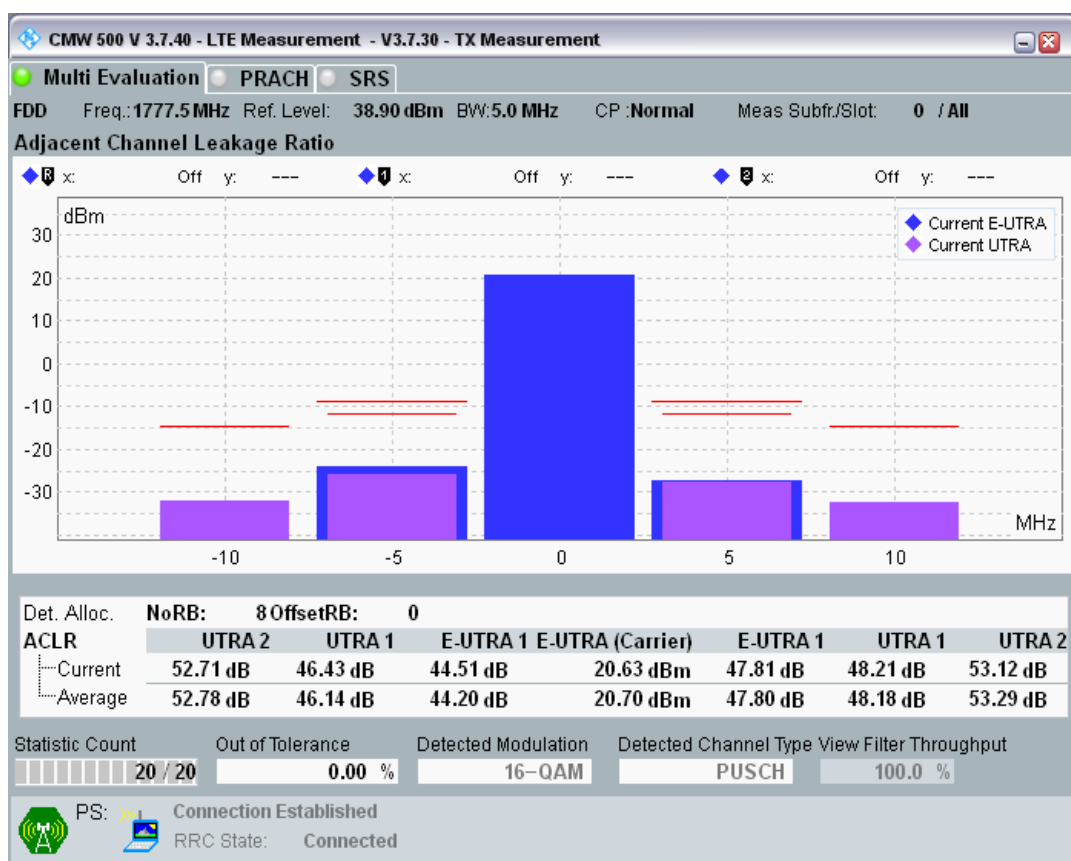 CMW 500 V 3.7.40 - LTE Measurement - V3.7.30 - TX Measurement
Multi Evaluation PRACH SRS
FDD Freq.: 1777.5 MHz Ref. Level: 38.90 dBm BW: 5.0 MHz CP : Normal Meas Subfr./Slot: 0 / All
Adjacent Channel Leakage Ratio
R x: Off y: --- 1 x: Off y: --- 2 x: Off y: ---
dBm
Current E-UTRA
Current UTRA
30
20
10
0
-10
-20
-30
MHz
-10 -5 0 5 10
Det. Alloc. NoRB: 8 OffsetRB: 0
ACLR UTRA 2 UTRA 1 E-UTRA 1 E-UTRA (Carrier) E-UTRA 1 UTRA 1 UTRA 2
Current 52.71 dB 46.43 dB 44.51 dB 20.63 dBm 47.81 dB 48.21 dB 53.12 dB
Average 52.78 dB 46.14 dB 44.20 dB 20.70 dBm 47.80 dB 48.18 dB 53.29 dB
Statistic Count Out of Tolerance Detected Modulation Detected Channel Type View Filter Throughput
20 / 20 0.00 % 16-QAM PUSCH 100.0 %
PS: Connection Established
RRC State: Connected